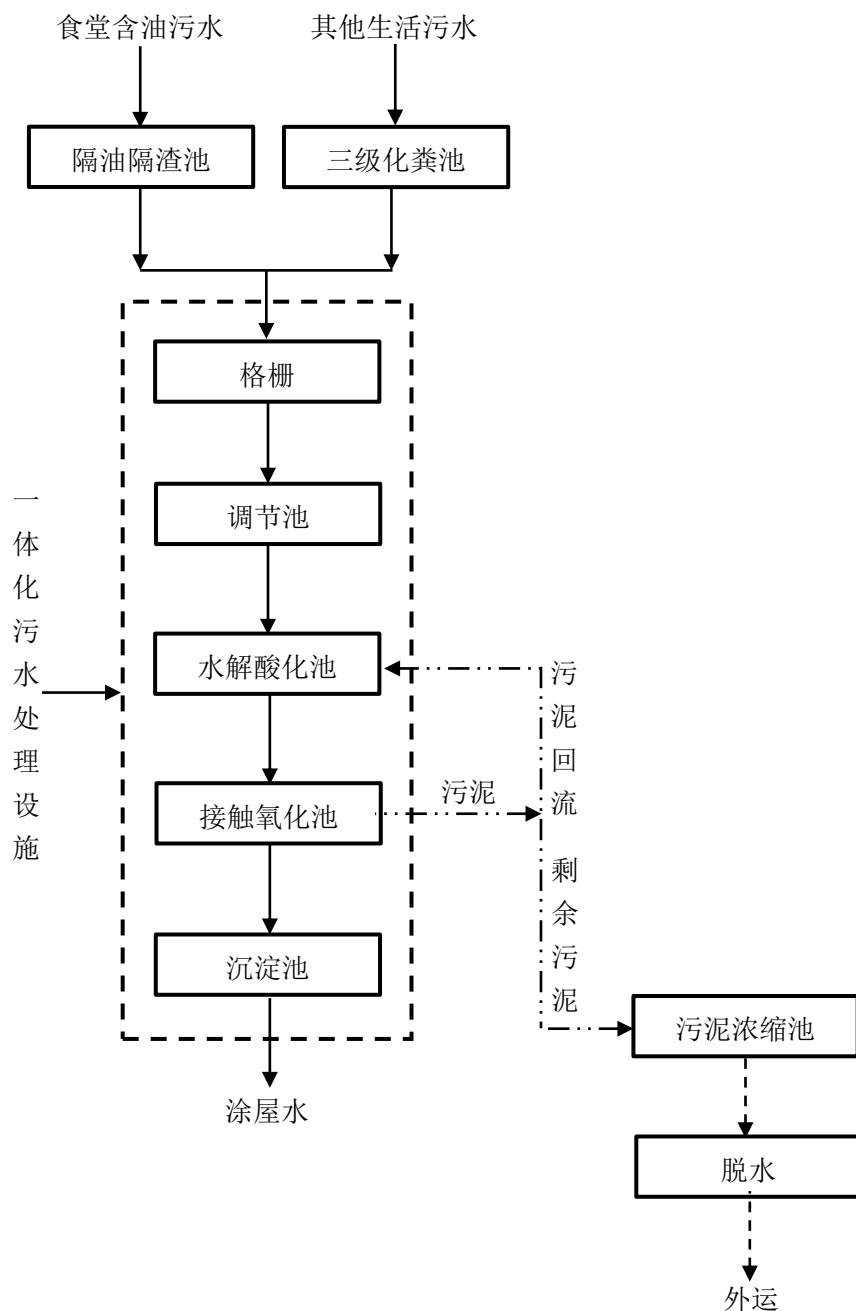 食堂含油污水
其他生活污水
隔油隔渣池
三级化粪池
格栅
调节池
一体化污水处理设施
水解酸化池
污泥回流
接触氧化池
污泥
剩余污泥
沉淀池
污泥浓缩池
涂屋水
脱水
外运